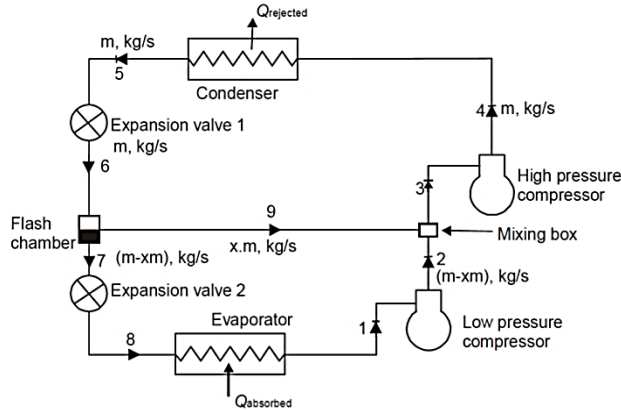 Qrejected
m, kg/s
5
Condenser
4
m, kg/s
Expansion valve 1
m, kg/s
6
3
High pressure
compressor
Flash
chamber
9
x.m, kg/s
Mixing box
7
(m-xm), kg/s
2
(m-xm), kg/s
Expansion valve 2
Evaporator
1
Low pressure
compressor
8
Qabsorbed